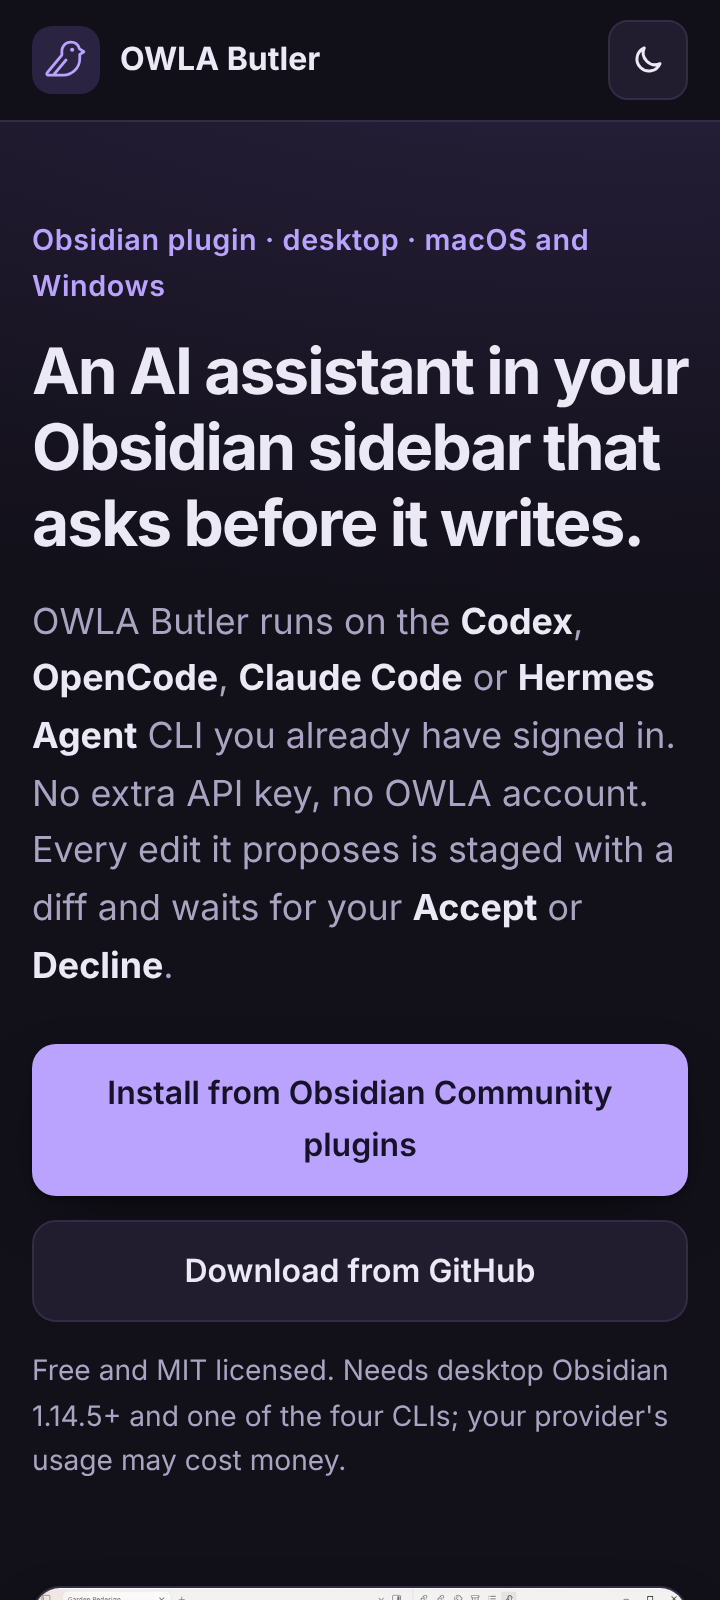 OWLA Butler
Obsidian plugin · desktop · macOS and
Windows
An AI assistant in your
Obsidian sidebar that
asks before it writes.
OWLA Butler runs on the Codex,
OpenCode, Claude Code or Hermes
Agent CLI you already have signed in.
No extra API key, no OWLA account.
Every edit it proposes is staged with a
diff and waits for your Accept or
Decline.
Install from Obsidian Community
plugins
Download from GitHub
Free and MIT licensed. Needs desktop Obsidian
1.14.5+ and one of the four CLIs; your provider's
usage may cost money.